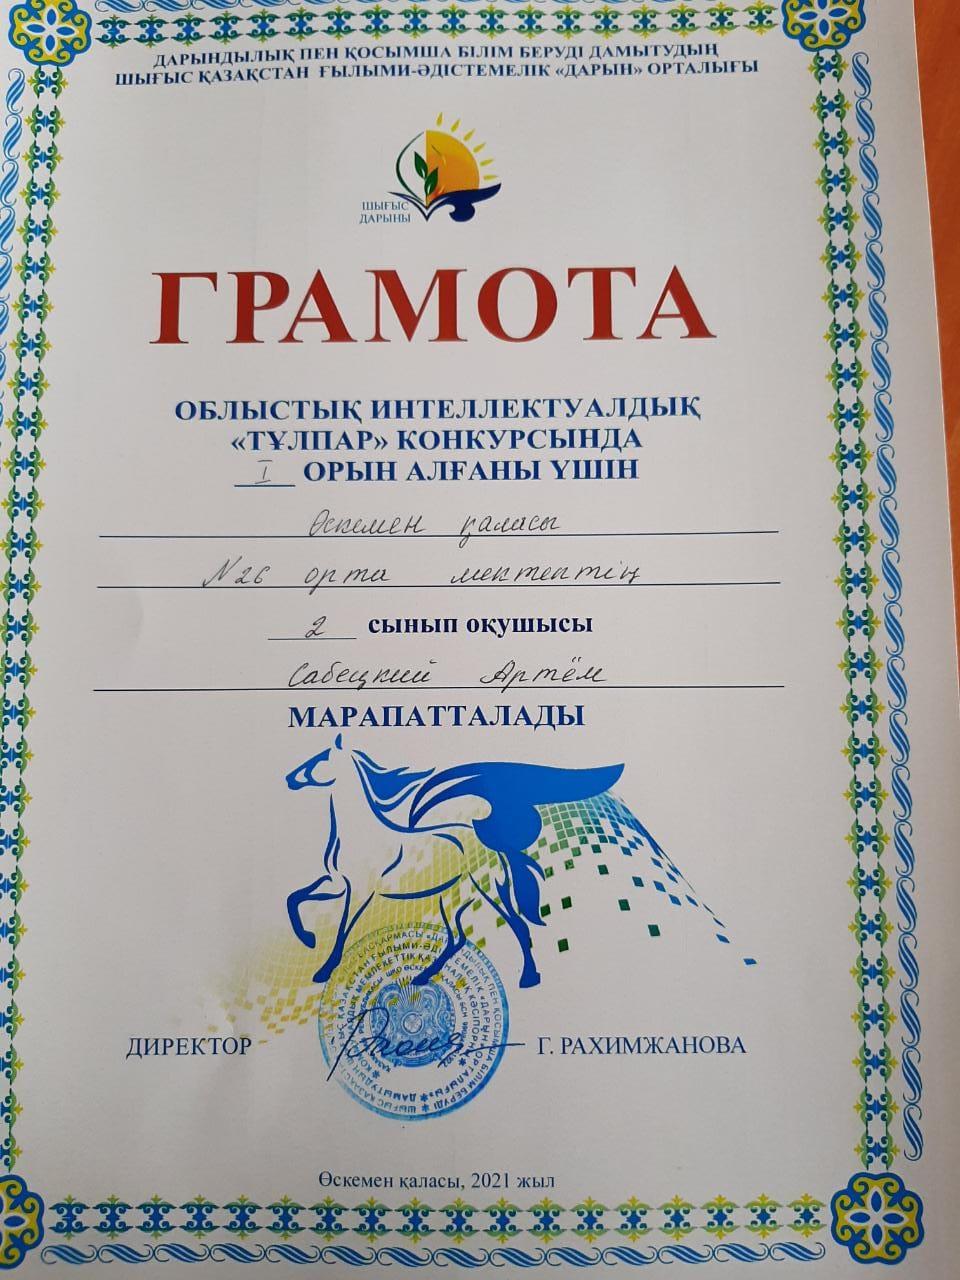 ДАРЫНДЫЛЫҚ ПЕН ҚОСЫМША БІЛІМ БЕРУДІ ДАМЫТУДЫҢ
ШЫҒЫС ҚАЗАҚСТАН ҒЫЛЫМИ-ӘДІСТЕМЕЛІК «ДАРЫН» ОРТАЛЫҒЫ
ШЫҒЫС
ДАРЫНЫ
ГРАМОТА
ОБЛЫСТЫҚ ИНТЕЛЛЕКТУАЛДЫҚ
«ТҰЛПАР» КОНКУРСЫНДА
I ОРЫН АЛҒАНЫ ҮШІН
Өскемен қаласы
№26 орта мектептің
2 сынып оқушысы
Сабецкий Артём
МАРАПАТТАЛАДЫ
ДИРЕКТОР Г. РАХИМЖАНОВА
Өскемен қаласы, 2021 жыл